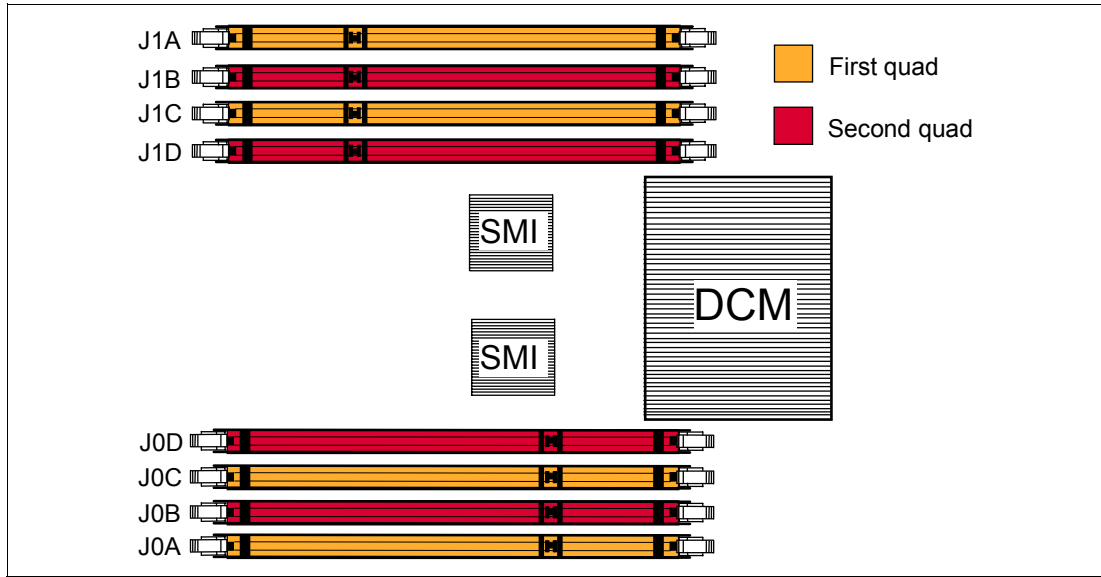 J1A
J1B
J1C
J1D
First quad
Second quad
SMI
SMI
DCM
J0D
J0C
J0B
J0A